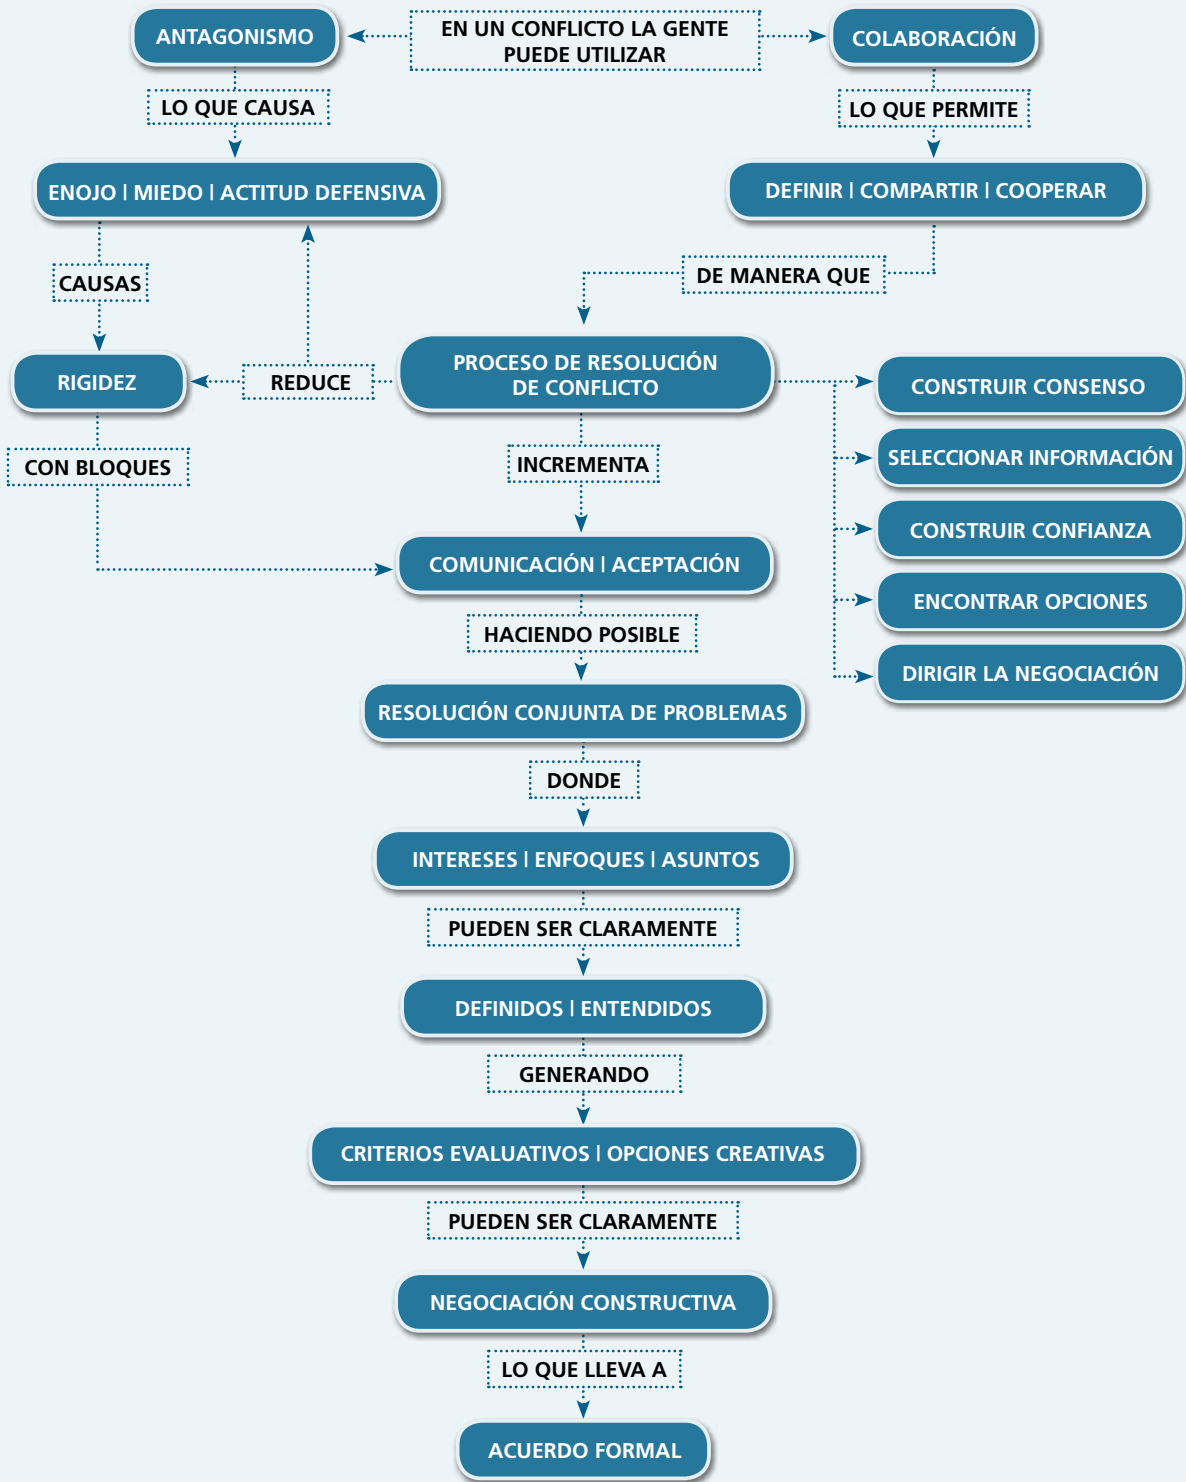 ANTAGONISMO
EN UN CONFLICTO LA GENTE
PUEDE UTILIZAR
COLABORACIÓN
LO QUE CAUSA
LO QUE PERMITE
ENOJO | MIEDO | ACTITUD DEFENSIVA
DEFINIR | COMPARTIR | COOPERAR
CAUSAS
DE MANERA QUE
RIGIDEZ
REDUCE
PROCESO DE RESOLUCIÓN
DE CONFLICTO
CONSTRUIR CONSENSO
CON BLOQUES
INCREMENTA
SELECCIONAR INFORMACIÓN
CONSTRUIR CONFIANZA
COMUNICACIÓN | ACEPTACIÓN
ENCONTRAR OPCIONES
HACIENDO POSIBLE
DIRIGIR LA NEGOCIACIÓN
RESOLUCIÓN CONJUNTA DE PROBLEMAS
DONDE
INTERESES | ENFOQUES | ASUNTOS
PUEDEN SER CLARAMENTE
DEFINIDOS | ENTENDIDOS
GENERANDO
CRITERIOS EVALUATIVOS | OPCIONES CREATIVAS
PUEDEN SER CLARAMENTE
NEGOCIACIÓN CONSTRUCTIVA
LO QUE LLEVA A
ACUERDO FORMAL